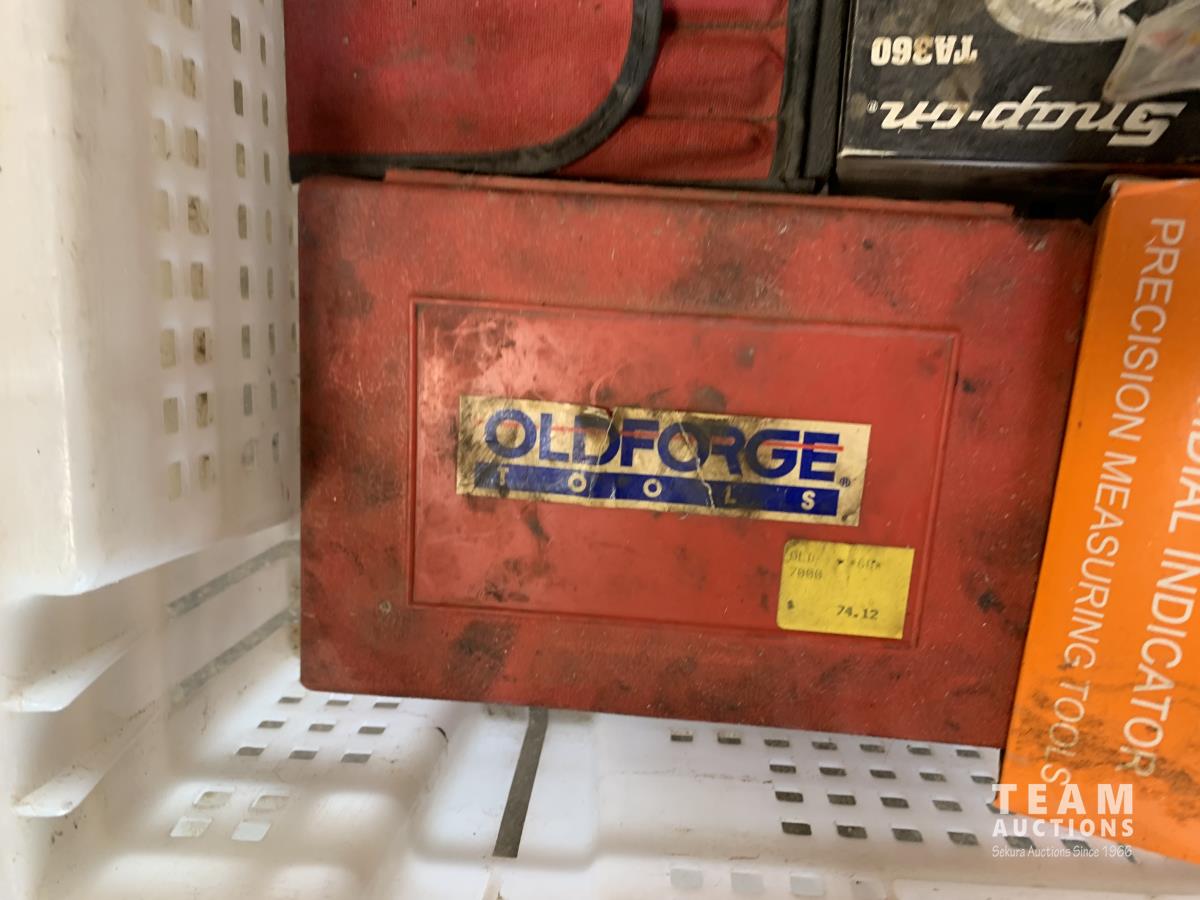 TA360
Snap-on®
OLDFORGE®
TOOLS
7000
$ 74.12
DIAL INDICATOR
PRECISION MEASURING TOOLS
TEAM
AUCTIONS
Sekura Auctions Since 1966